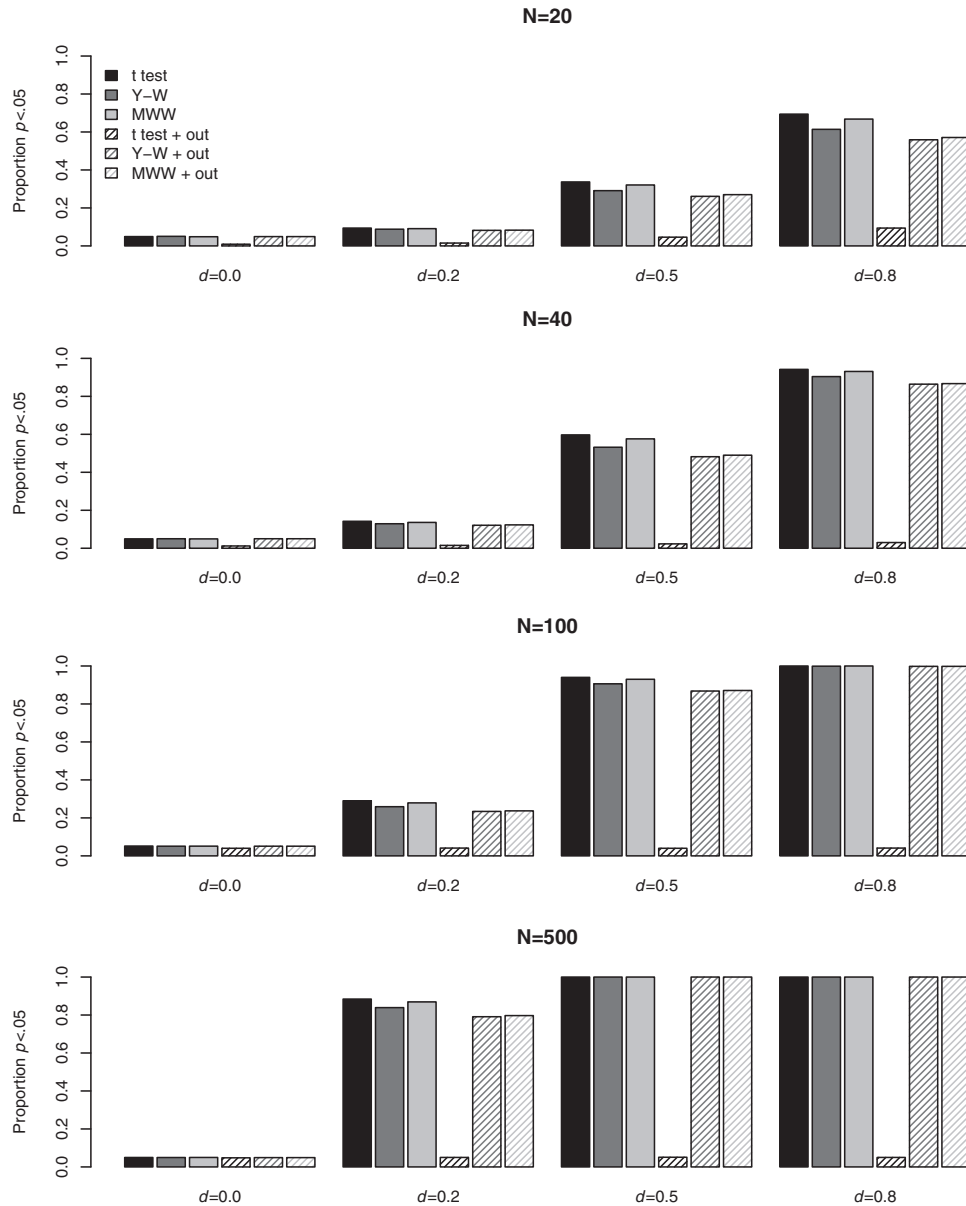 N=20
Proportion p<.05
0.0 0.2 0.4 0.6 0.8 1.0
t test
Y−W
MWW
t test + out
Y−W + out
MWW + out
d=0.0 d=0.2 d=0.5 d=0.8
N=40
Proportion p<.05
0.0 0.2 0.4 0.6 0.8 1.0
d=0.0 d=0.2 d=0.5 d=0.8
N=100
Proportion p<.05
0.0 0.2 0.4 0.6 0.8 1.0
d=0.0 d=0.2 d=0.5 d=0.8
N=500
Proportion p<.05
0.0 0.2 0.4 0.6 0.8 1.0
d=0.0 d=0.2 d=0.5 d=0.8